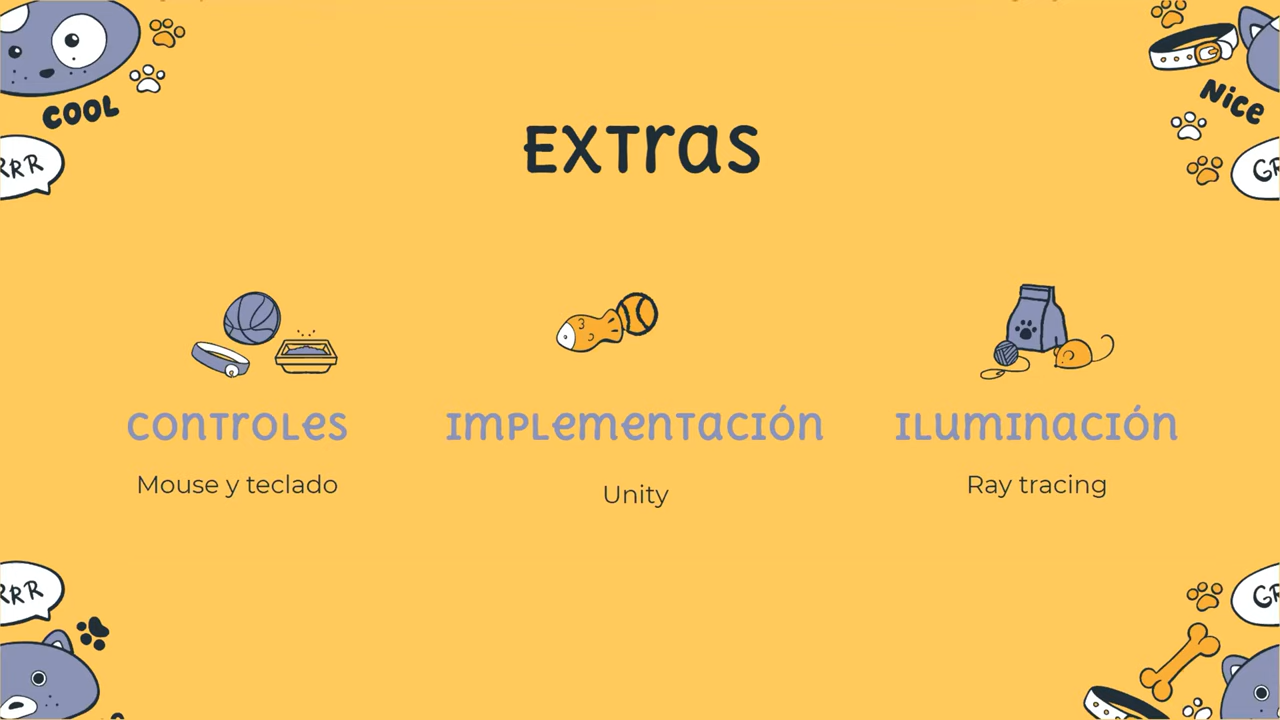 COOL
RRR
Nice
GR
Extras
Controles
Implementación
Iluminación
Mouse y teclado
Unity
Ray tracing
RRR
GR